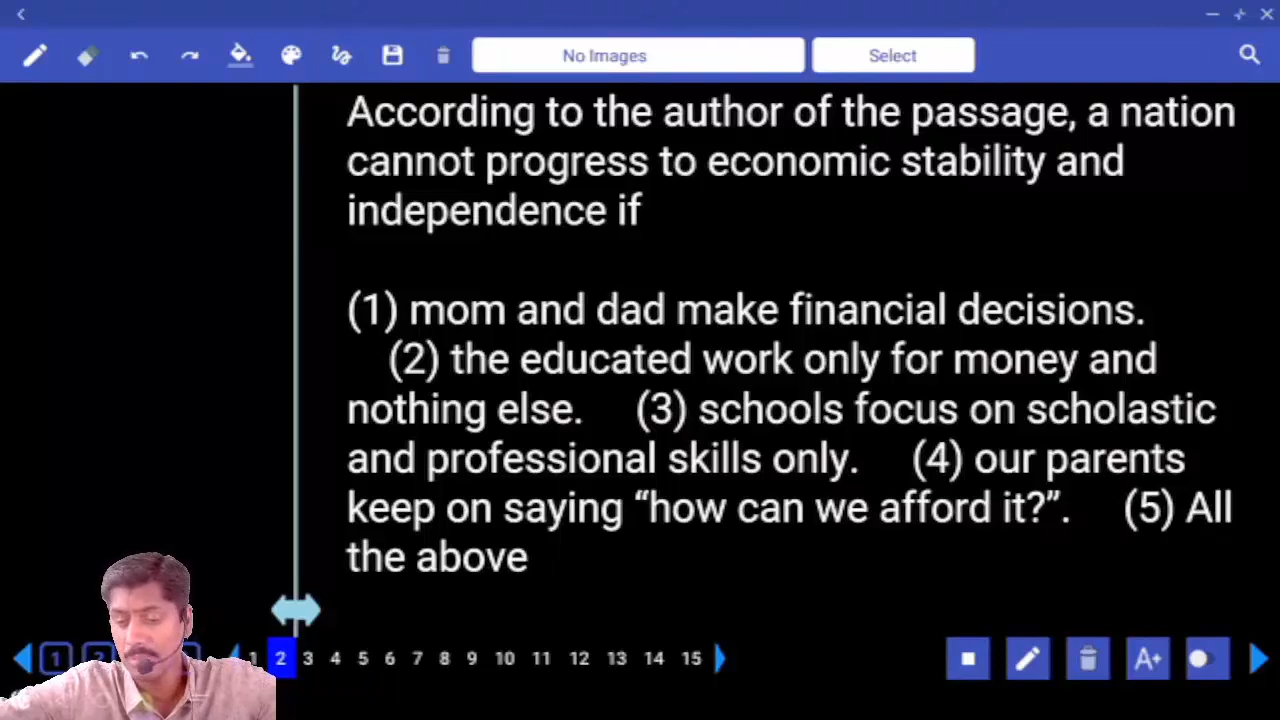 No Images
Select
According to the author of the passage, a nation
cannot progress to economic stability and
independence if
(1) mom and dad make financial decisions.
(2) the educated work only for money and
nothing else. (3) schools focus on scholastic
and professional skills only. (4) our parents
keep on saying “how can we afford it?”. (5) All
the above
1 2 1 2 3 4 5 6 7 8 9 10 11 12 13 14 15
A+